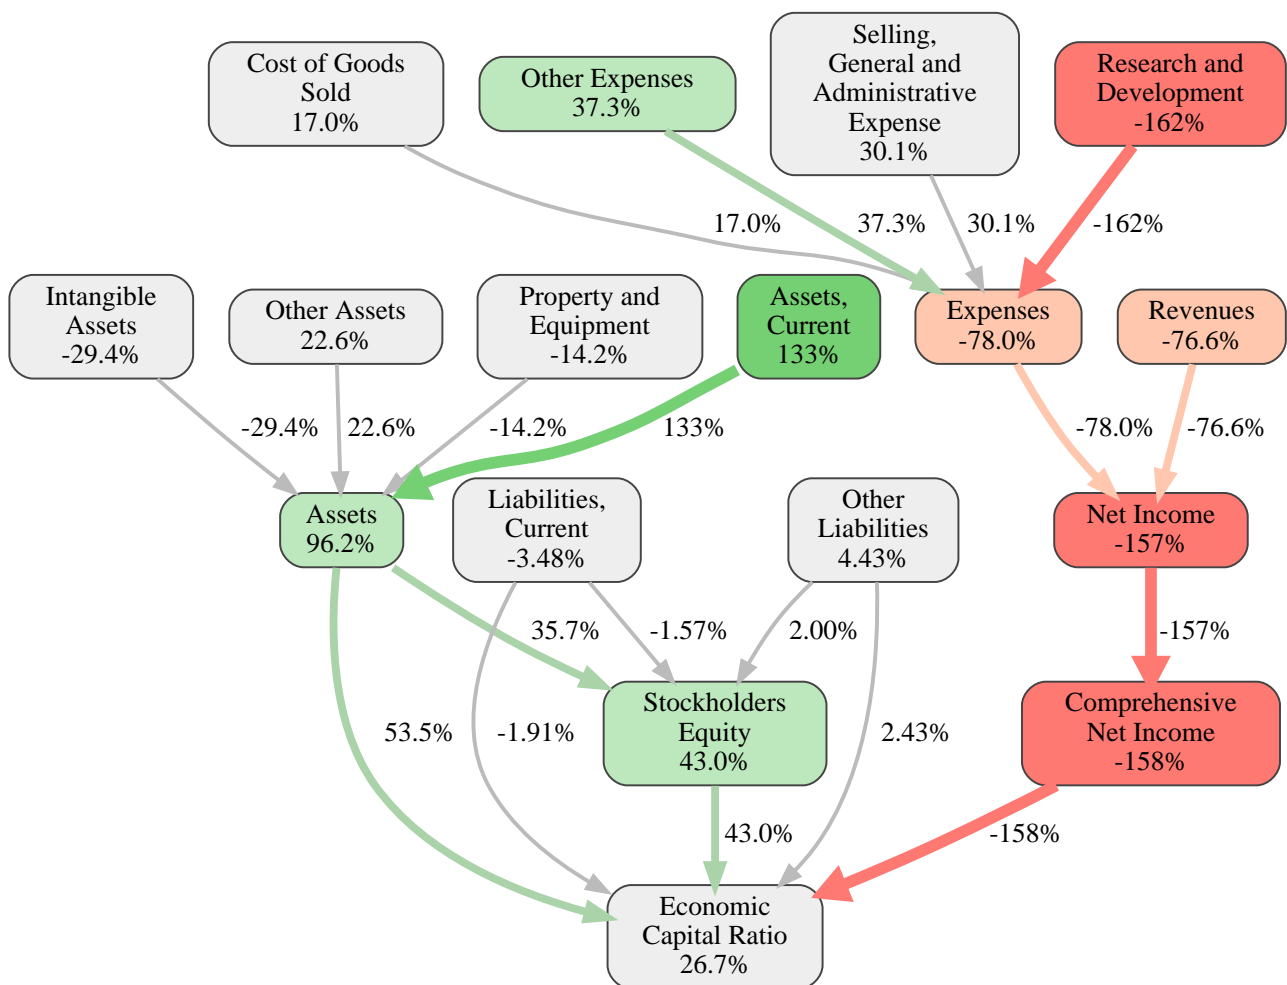 Cost of Goods
Sold
17.0%
Other Expenses
37.3%
Selling,
General and
Administrative
Expense
30.1%
Research and
Development
-162%
17.0%
37.3%
30.1%
-162%
Intangible
Assets
-29.4%
Other Assets
22.6%
Property and
Equipment
-14.2%
Assets,
Current
133%
Expenses
-78.0%
Revenues
-76.6%
-29.4%
22.6%
-14.2%
133%
-78.0%
-76.6%
Assets
96.2%
Liabilities,
Current
-3.48%
Other
Liabilities
4.43%
Net Income
-157%
35.7%
-1.57%
2.00%
-157%
53.5%
-1.91%
Stockholders
Equity
43.0%
2.43%
Comprehensive
Net Income
-158%
43.0%
-158%
Economic
Capital Ratio
26.7%